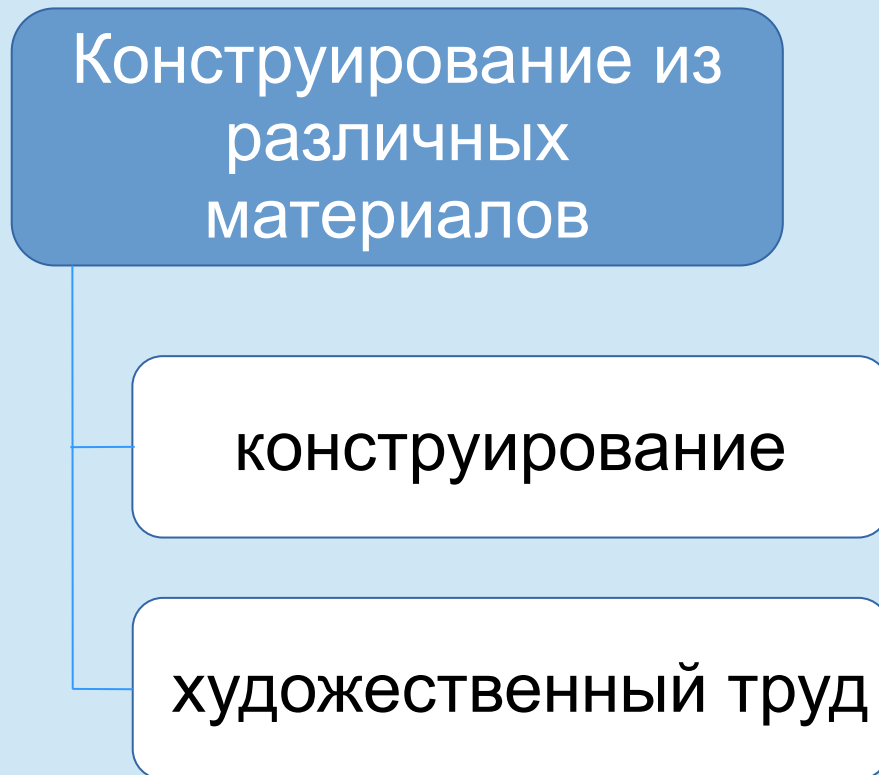 Конструирование из
различных
материалов
конструирование
художественный труд